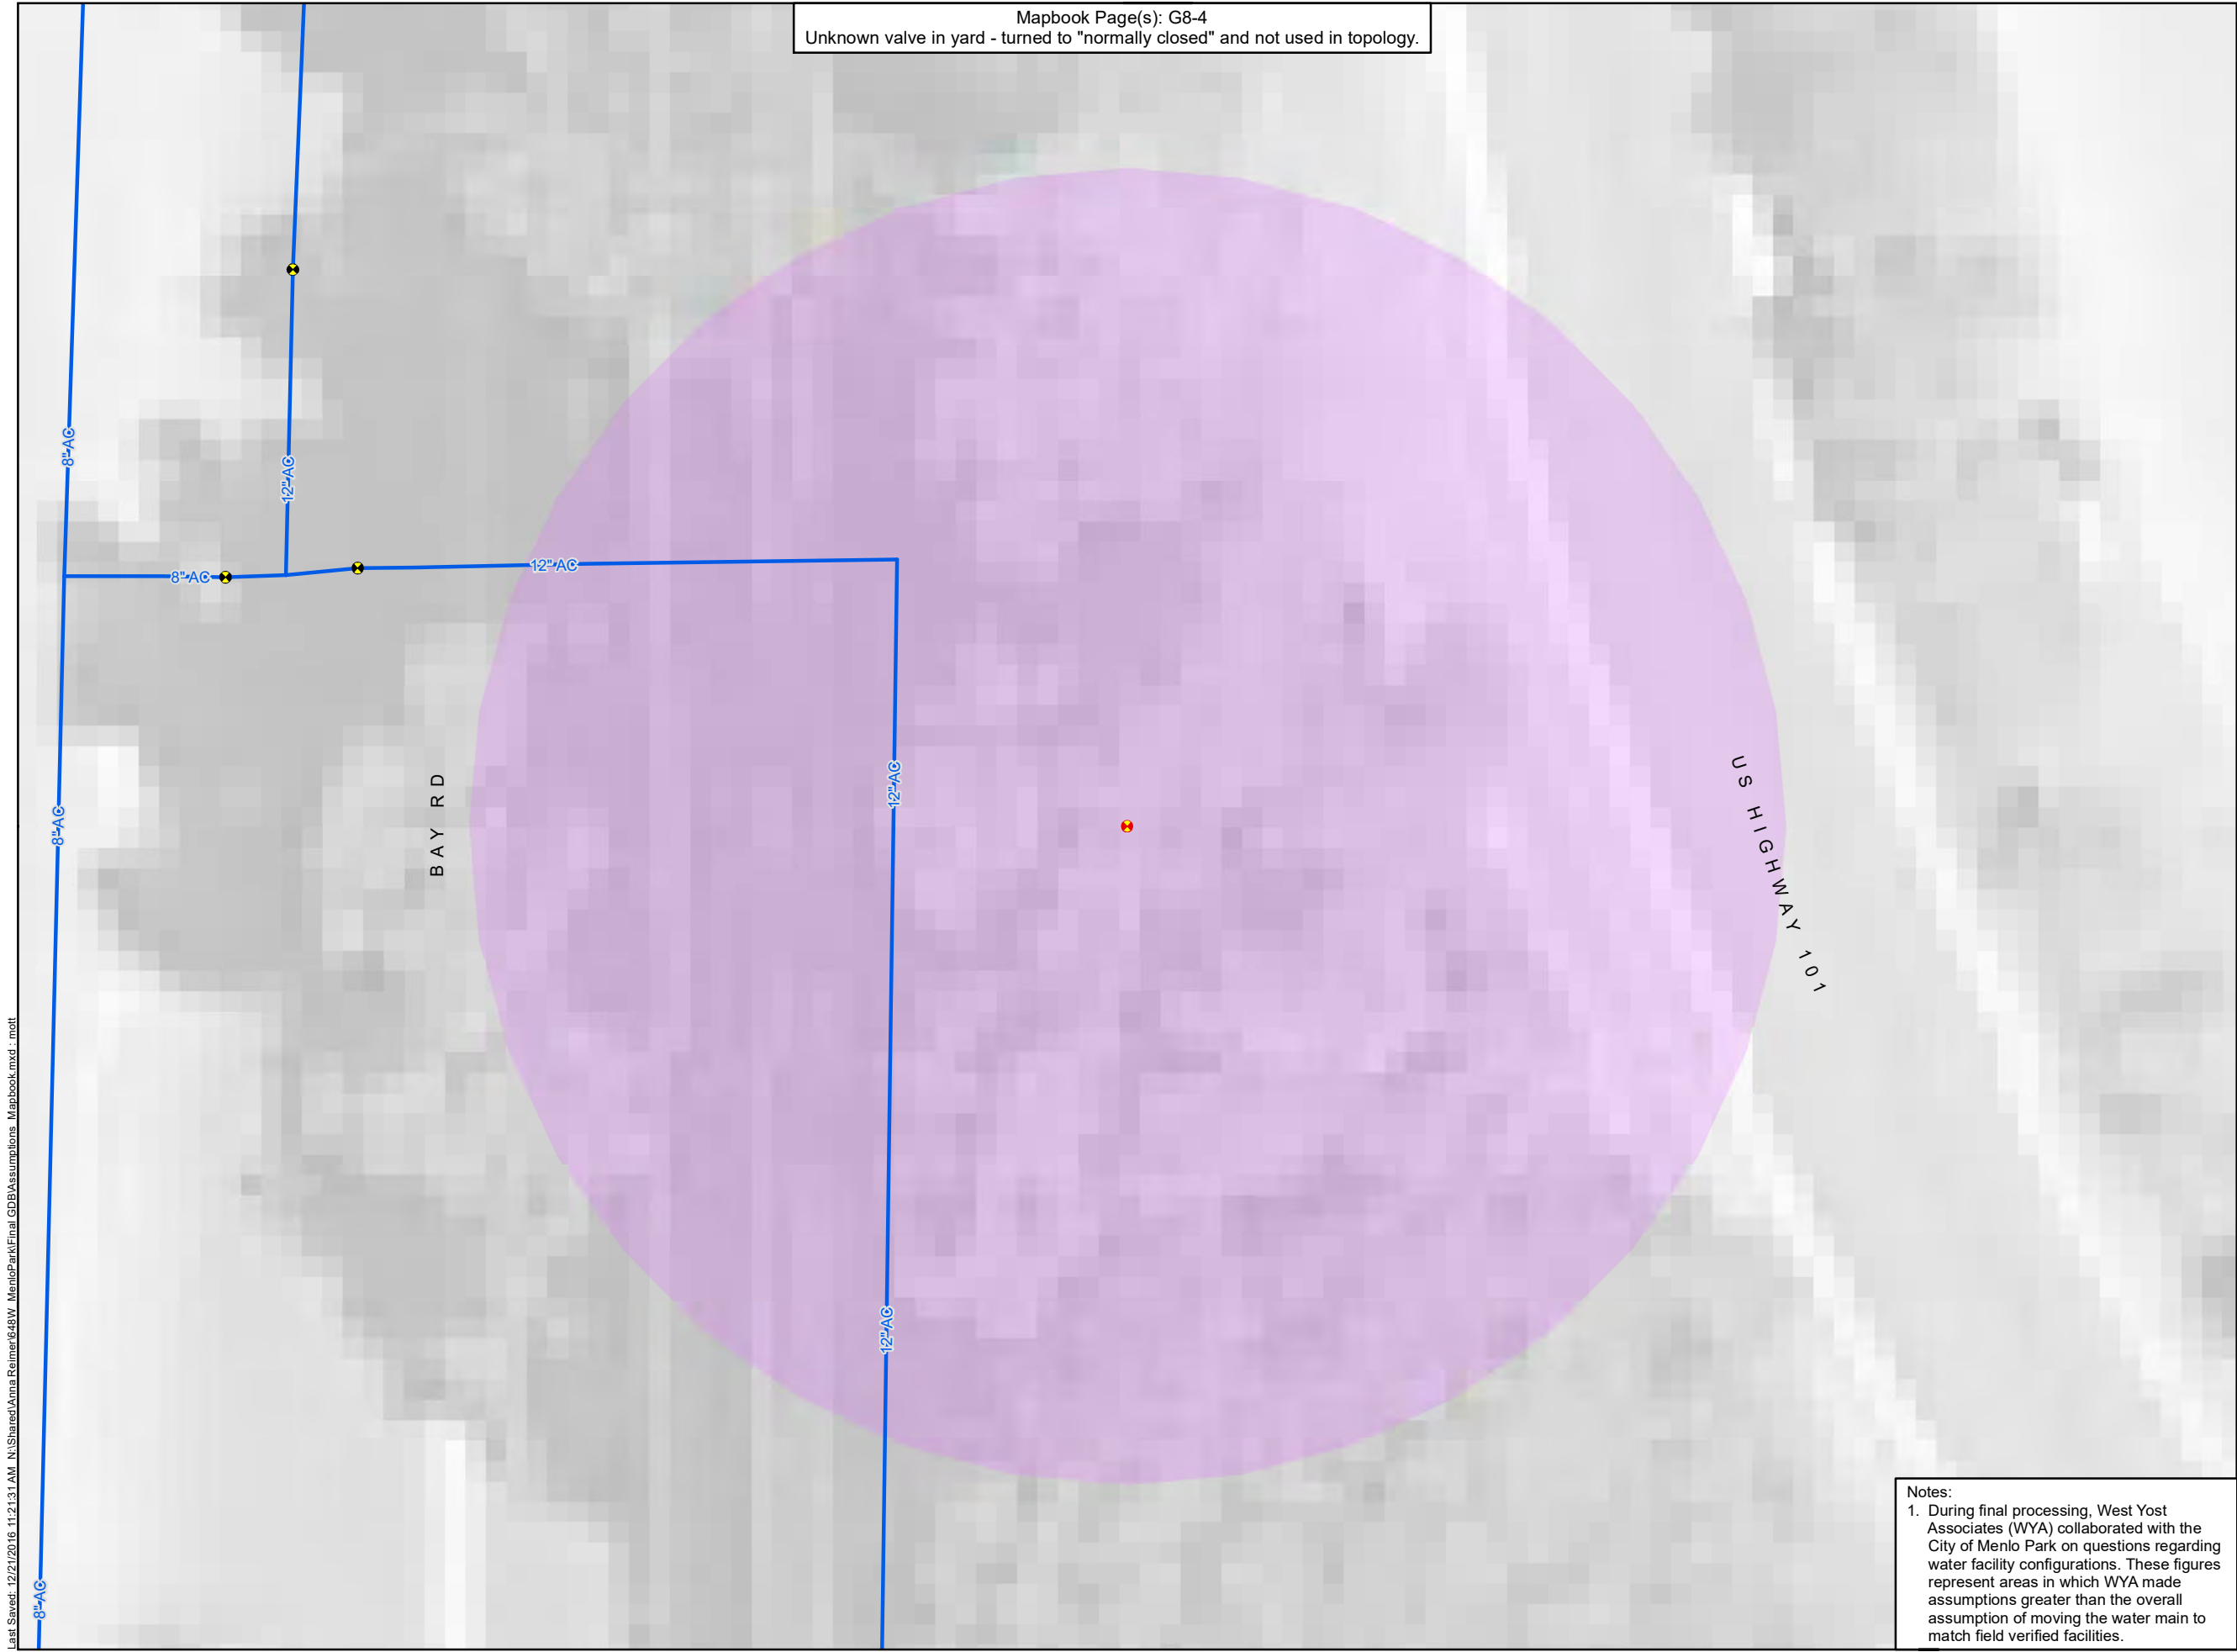 Mapbook Page(s): G8-4
Unknown valve in yard - turned to "normally closed" and not used in topology.
8" AC
12" AC
8" AC
12" AC
12" AC
8" AC
BAY RD
US HIGHWAY 101
12" AC
8" AC
Notes:
1. During final processing, West Yost
Associates (WYA) collaborated with the
City of Menlo Park on questions regarding
water facility configurations. These figures
represent areas in which WYA made
assumptions greater than the overall
assumption of moving the water main to
match field verified facilities.
Last Saved: 12/21/2016 11:21:31 AM N:\Shared\Anna Reimer\648W_MenloPark\Final GDB\Assumptions_Mapbook.mxd : mott